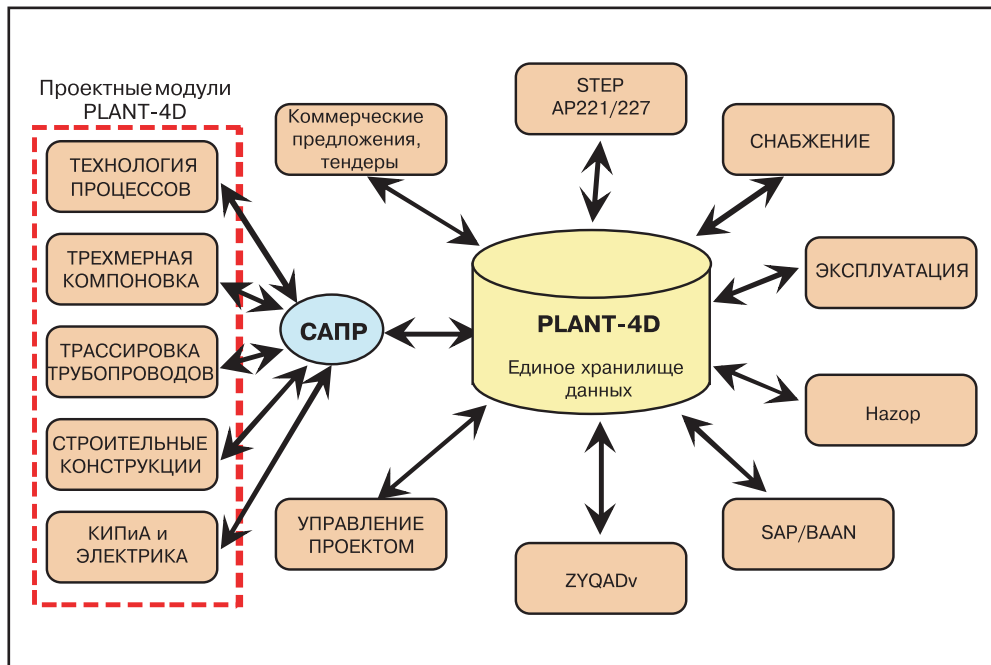 Проектные модули
PLANT-4D
ТЕХНОЛОГИЯ
ПРОЦЕССОВ
ТРЕХМЕРНАЯ
КОМПОНОВКА
ТРАССИРОВКА
ТРУБОПРОВОДОВ
СТРОИТЕЛЬНЫЕ
КОНСТРУКЦИИ
КИПиА и
ЭЛЕКТРИКА
САПР
Коммерческие
предложения,
тендеры
STEP
AP221/227
СНАБЖЕНИЕ
ЭКСПЛУАТАЦИЯ
PLANT-4D
Единое хранилище
данных
Hazop
SAP/BAAN
ZYQADv
УПРАВЛЕНИЕ
ПРОЕКТОМ